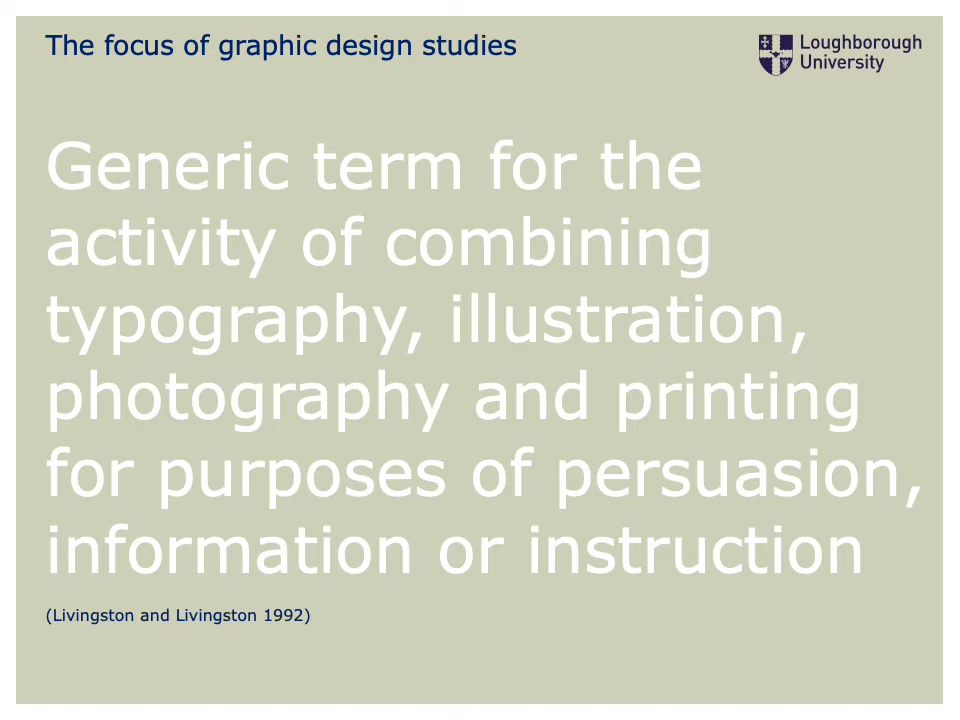 The focus of graphic design studies
Loughborough
University
Generic term for the
activity of combining
typography, illustration,
photography and printing
for purposes of persuasion,
information or instruction
(Livingston and Livingston 1992)